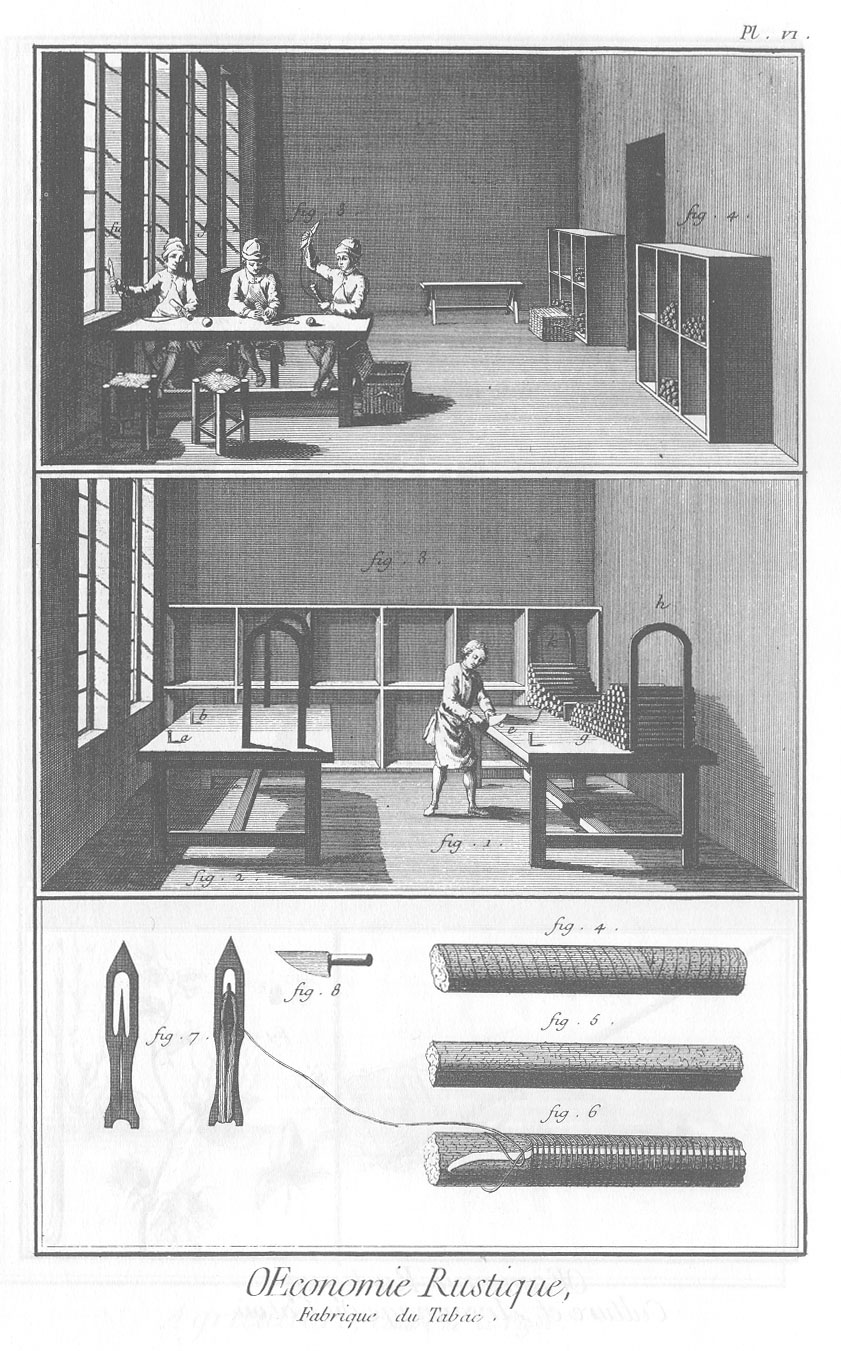 Pl. VI.
fig. 3
fig. 4.
fig. 3.
h
k
b
a
e
g
fig. 1.
fig. 2.
fig. 4.
fig. 8
fig. 5.
fig. 7.
fig. 6
OEconomie Rustique,
Fabrique du Tabac.